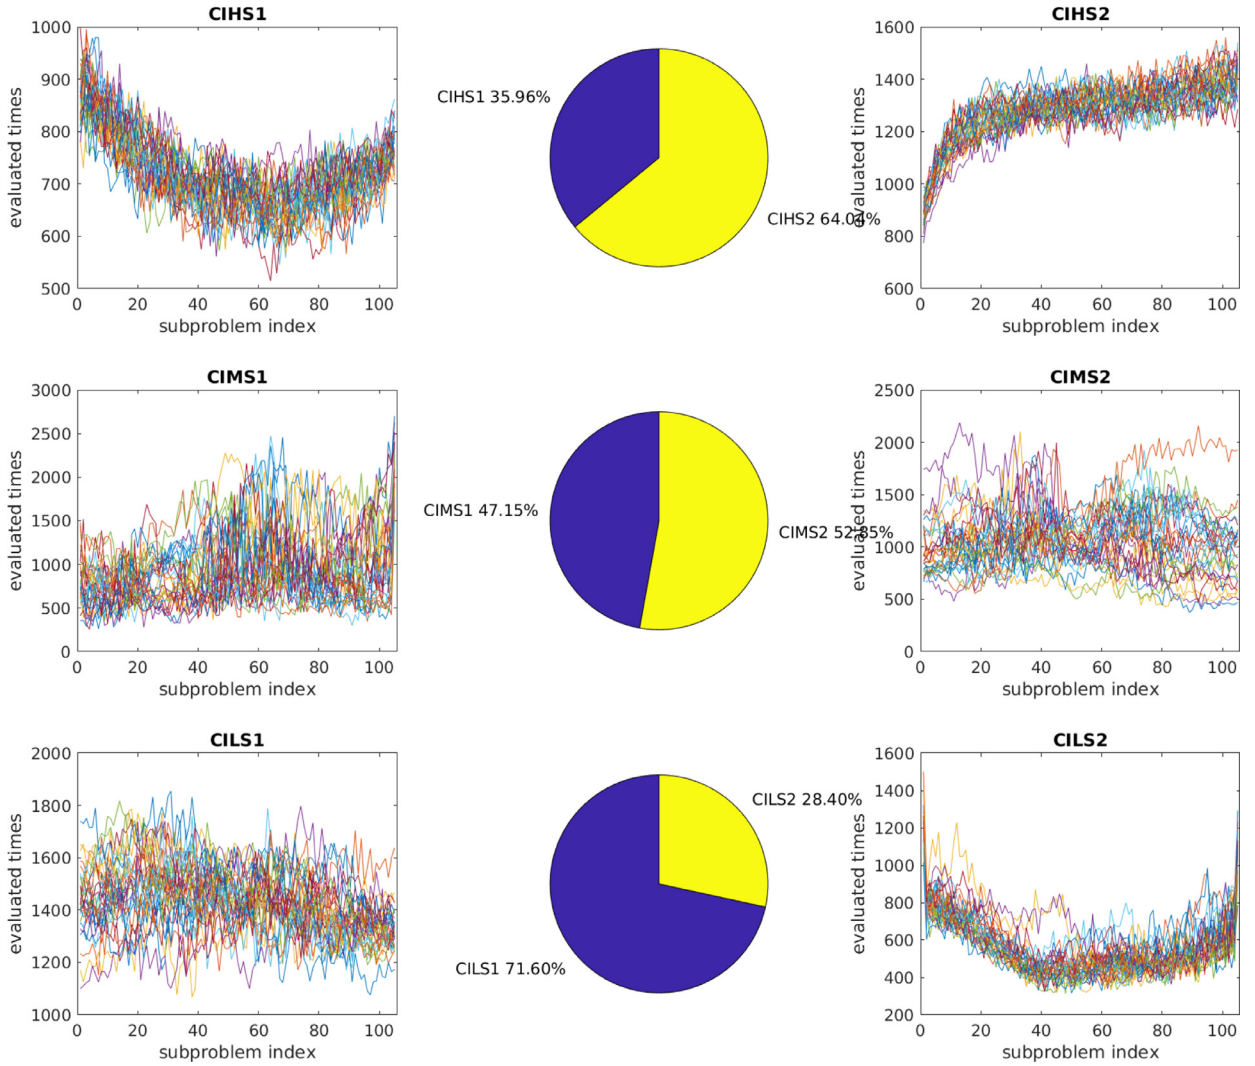 CIHS1
1000
900
800
700
600
500
evaluated times
0 20 40 60 80 100
subproblem index
CIHS1 35.96%
CIHS2 64.04%
CIHS2
1600
1400
1200
1000
800
600
evaluated times
0 20 40 60 80 100
subproblem index
CIMS1
3000
2500
2000
1500
1000
500
0
evaluated times
0 20 40 60 80 100
subproblem index
CIMS1 47.15%
CIMS2 52.85%
CIMS2
2500
2000
1500
1000
500
0
evaluated times
0 20 40 60 80 100
subproblem index
CILS1
2000
1800
1600
1400
1200
1000
evaluated times
0 20 40 60 80 100
subproblem index
CILS2 28.40%
CILS1 71.60%
CILS2
1600
1400
1200
1000
800
600
400
200
evaluated times
0 20 40 60 80 100
subproblem index